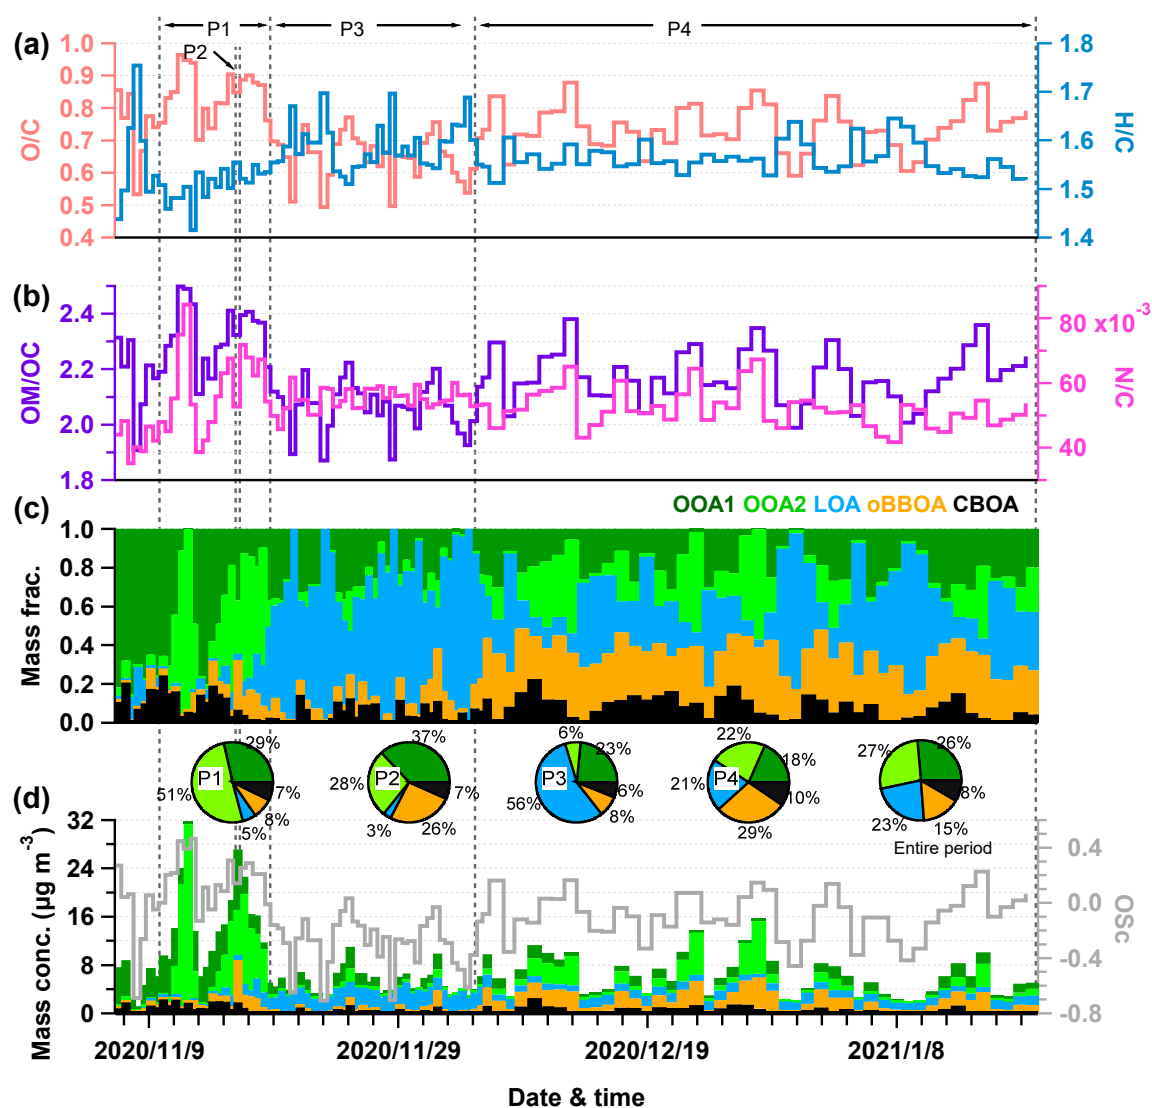 P1 P3 P4
(a)
P2
1.0
0.9
0.8
0.7
0.6
0.5
0.4
O/C
1.8
1.7
1.6
1.5
1.4
H/C
(b)
2.4
2.2
2.0
1.8
OM/OC
80 x10-3
60
40
N/C
(c)
OOA1 OOA2 LOA oBBOA CBOA
1.0
0.8
0.6
0.4
0.2
0.0
Mass frac.
P1 29% 51% 5% 8% 7%
P2 37% 28% 3% 26% 7%
P3 6% 23% 56% 8% 6%
P4 22% 18% 21% 29% 10%
27% 26% 23% 15% 8%
Entire period
(d)
32
24
16
8
0
Mass conc. (µg m-3)
0.4
0.0
-0.4
-0.8
OSc
2020/11/9 2020/11/29 2020/12/19 2021/1/8
Date & time